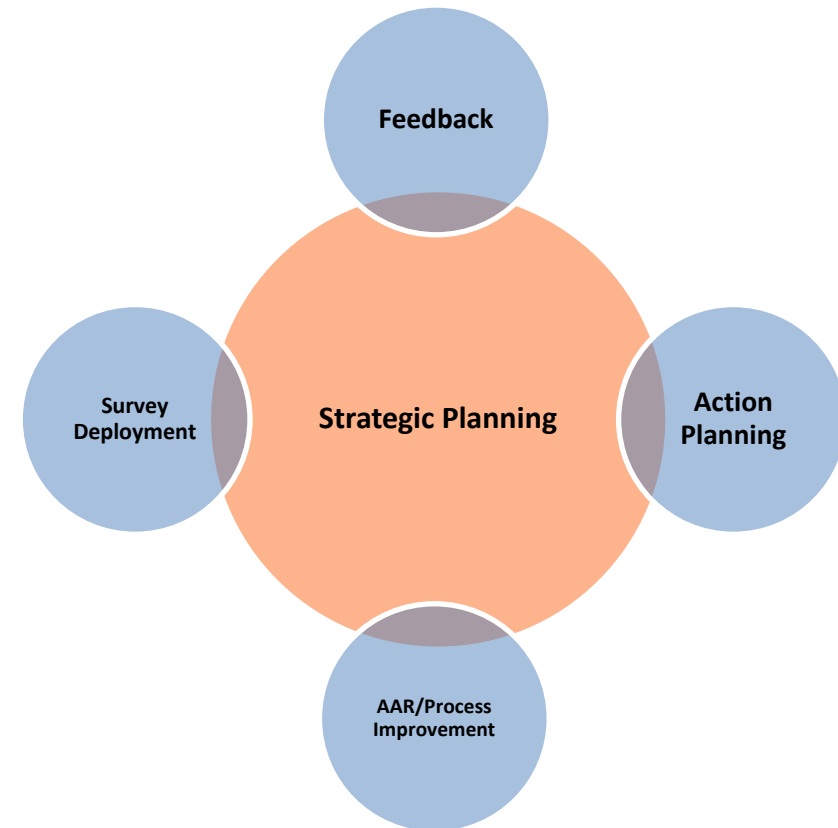 Feedback
Survey
Deployment
Strategic Planning
Action
Planning
AAR/Process
Improvement